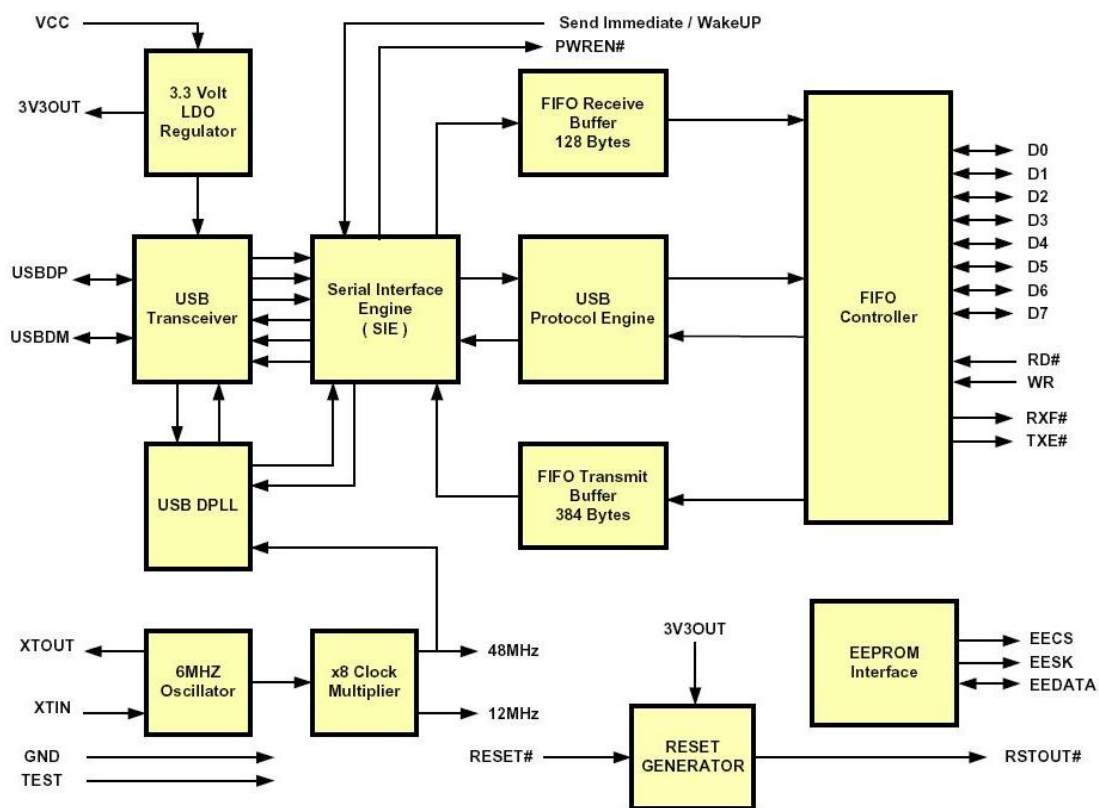 VCC
Send Immediate / WakeUP
PWREN#
3.3 Volt
LDO
Regulator
3V3OUT
FIFO Receive
Buffer
128 Bytes
D0
D1
D2
D3
D4
D5
D6
D7
USBDP
USBDM
USB
Transceiver
Serial Interface
Engine
( SIE )
USB
Protocol Engine
FIFO
Controller
RD#
WR
RXF#
TXE#
USB DPLL
FIFO Transmit
Buffer
384 Bytes
XTOUT
XTIN
6MHZ
Oscillator
x8 Clock
Multiplier
48MHz
12MHz
3V3OUT
EEPROM
Interface
EECS
EESK
EEDATA
GND
TEST
RESET#
RESET
GENERATOR
RSTOUT#